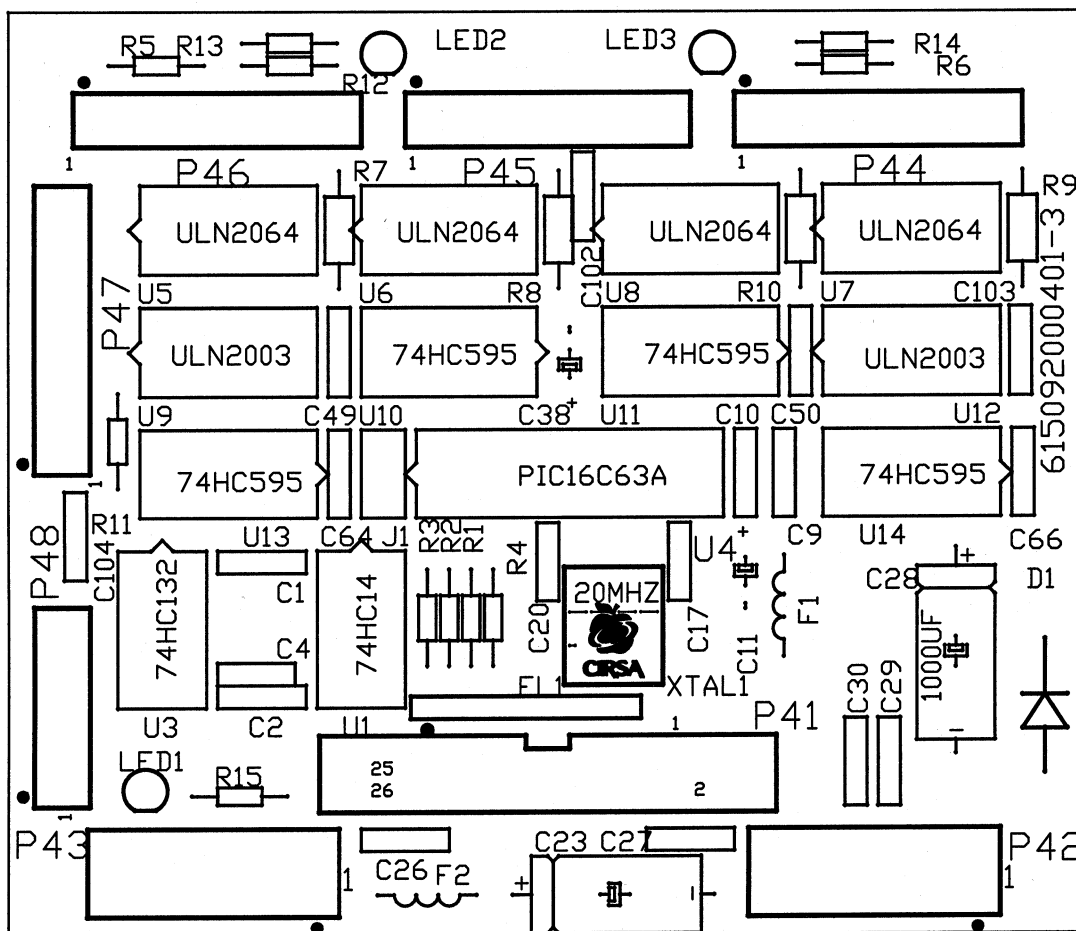 R5 R13 LED2 LED3 R14
R6
R12
1 1 1
P46 R7 P45 P44 R9
ULN2064 ULN2064 ULN2064 ULN2064
C102
U5 U6 R8 U8 R10 U7 C103
P47
615092000401-3
ULN2003 74HC595 74HC595 ULN2003
+
U9 C49 U10 C38 U11 C10 C50 U12
74HC595 PIC16C63A 74HC595
1
R11 U13 C64 J1 R3 R2 R1 R4 U4 + C9 U14 C66
P48 C104
C1 20MHZ C28 + D1
74HC132 74HC14
C20 CIRSA C17 C11 F1 1000UF
C4
FL1 XTAL1
U3 C2 U1 1 P41 C30 C29
LED1
R15 25
26 2
1
P43 C23 C27 P42
1 C26 F2 + 1